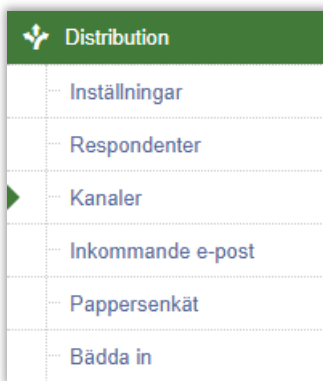 Distribution
Inställningar
Respondenter
Kanaler
Inkommande e-post
Pappersenkät
Bädda in